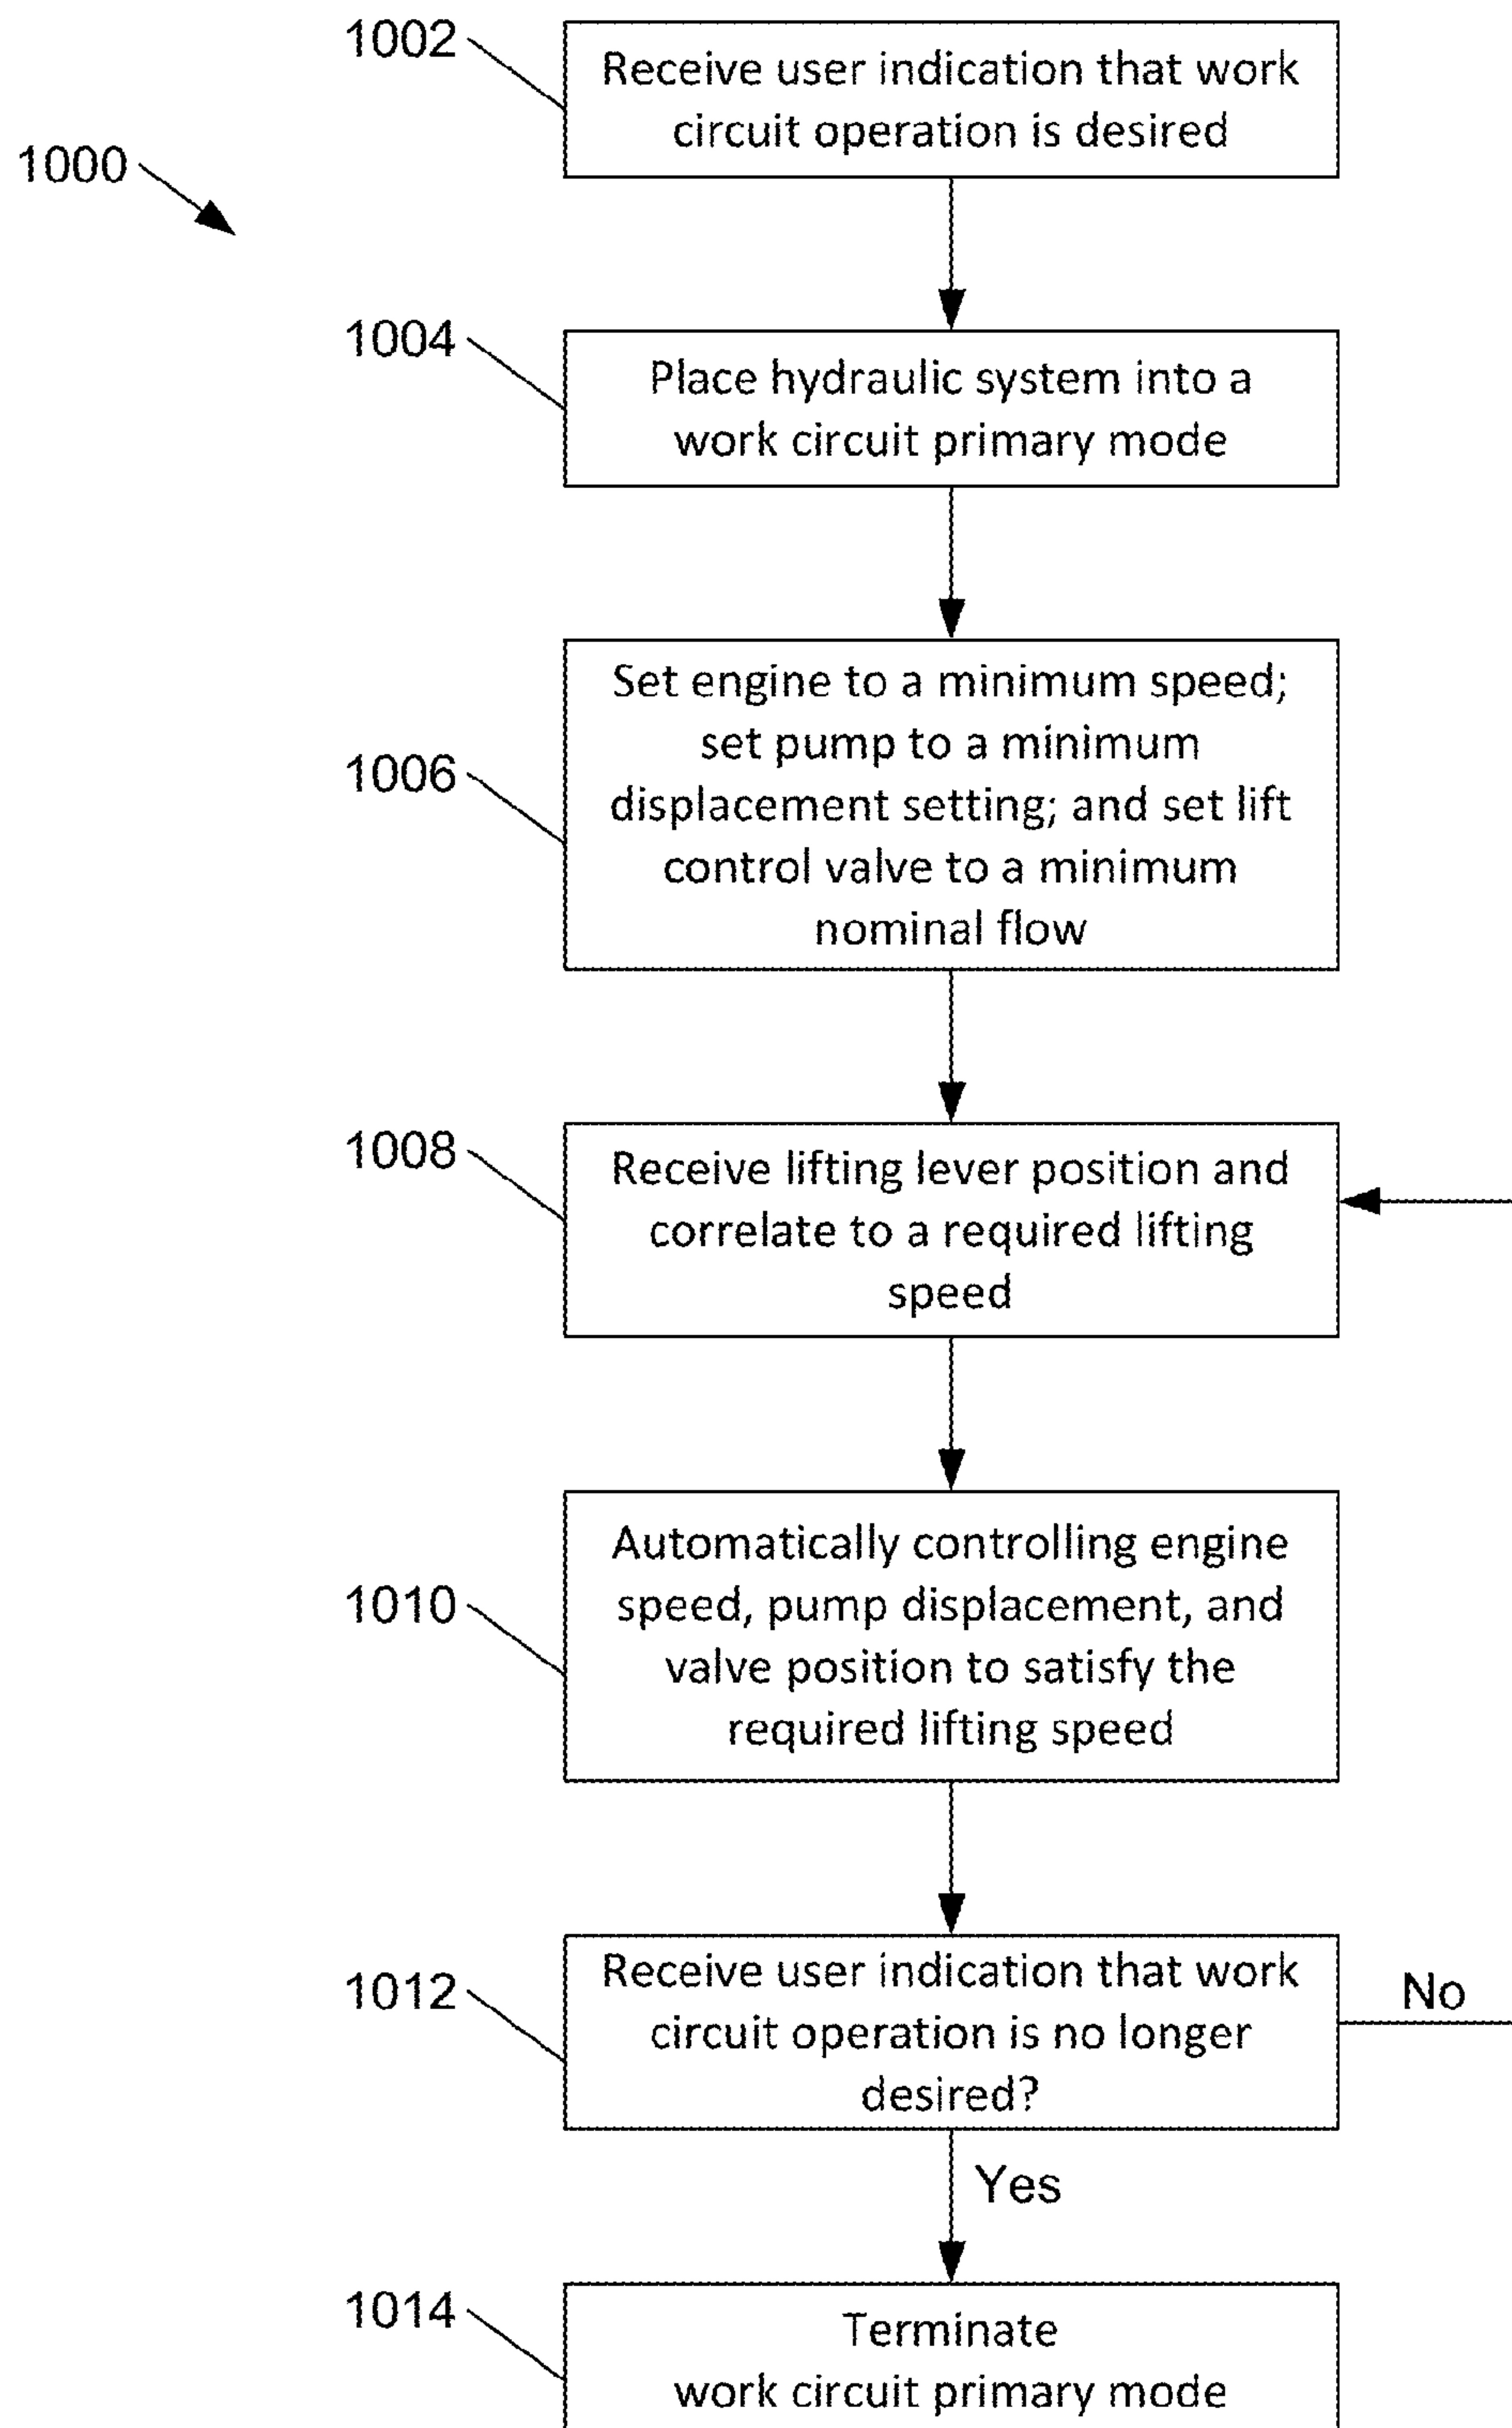 1002
Receive user indication that work
circuit operation is desired
1000
1004
Place hydraulic system into a
work circuit primary mode
1006
Set engine to a minimum speed;
set pump to a minimum
displacement setting; and set lift
control valve to a minimum
nominal flow
1008
Receive lifting lever position and
correlate to a required lifting
speed
1010
Automatically controlling engine
speed, pump displacement, and
valve position to satisfy the
required lifting speed
1012
Receive user indication that work
circuit operation is no longer
desired?
No
Yes
1014
Terminate
work circuit primary mode